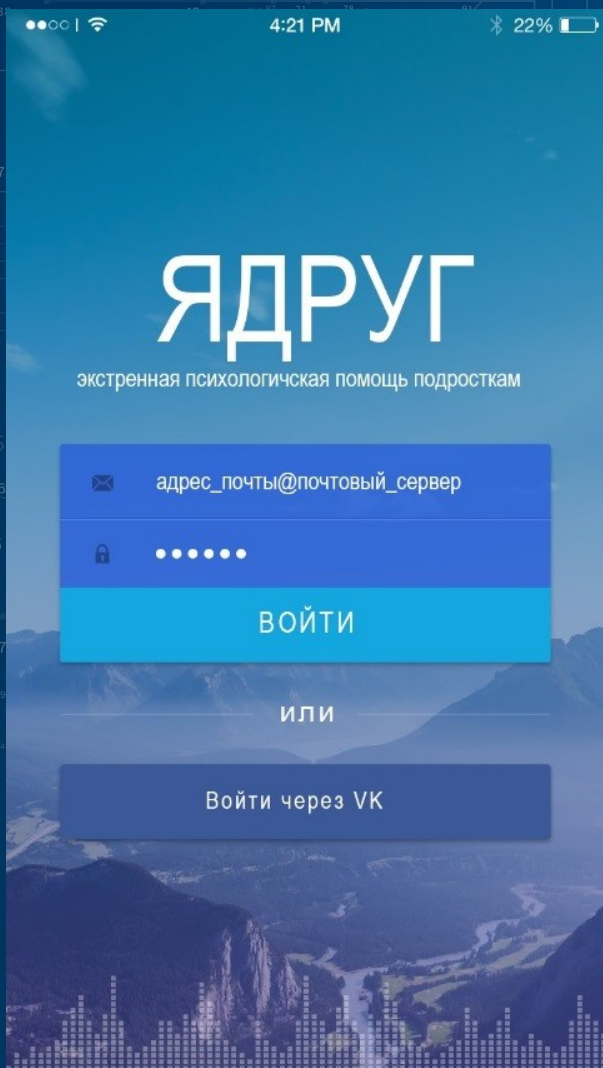 4:21 PM
22%
ЯДРУГ
экстренная психологичская помощь подросткам
адрес_почты@почтовый_сервер
ВОЙТИ
или
Войти через VK